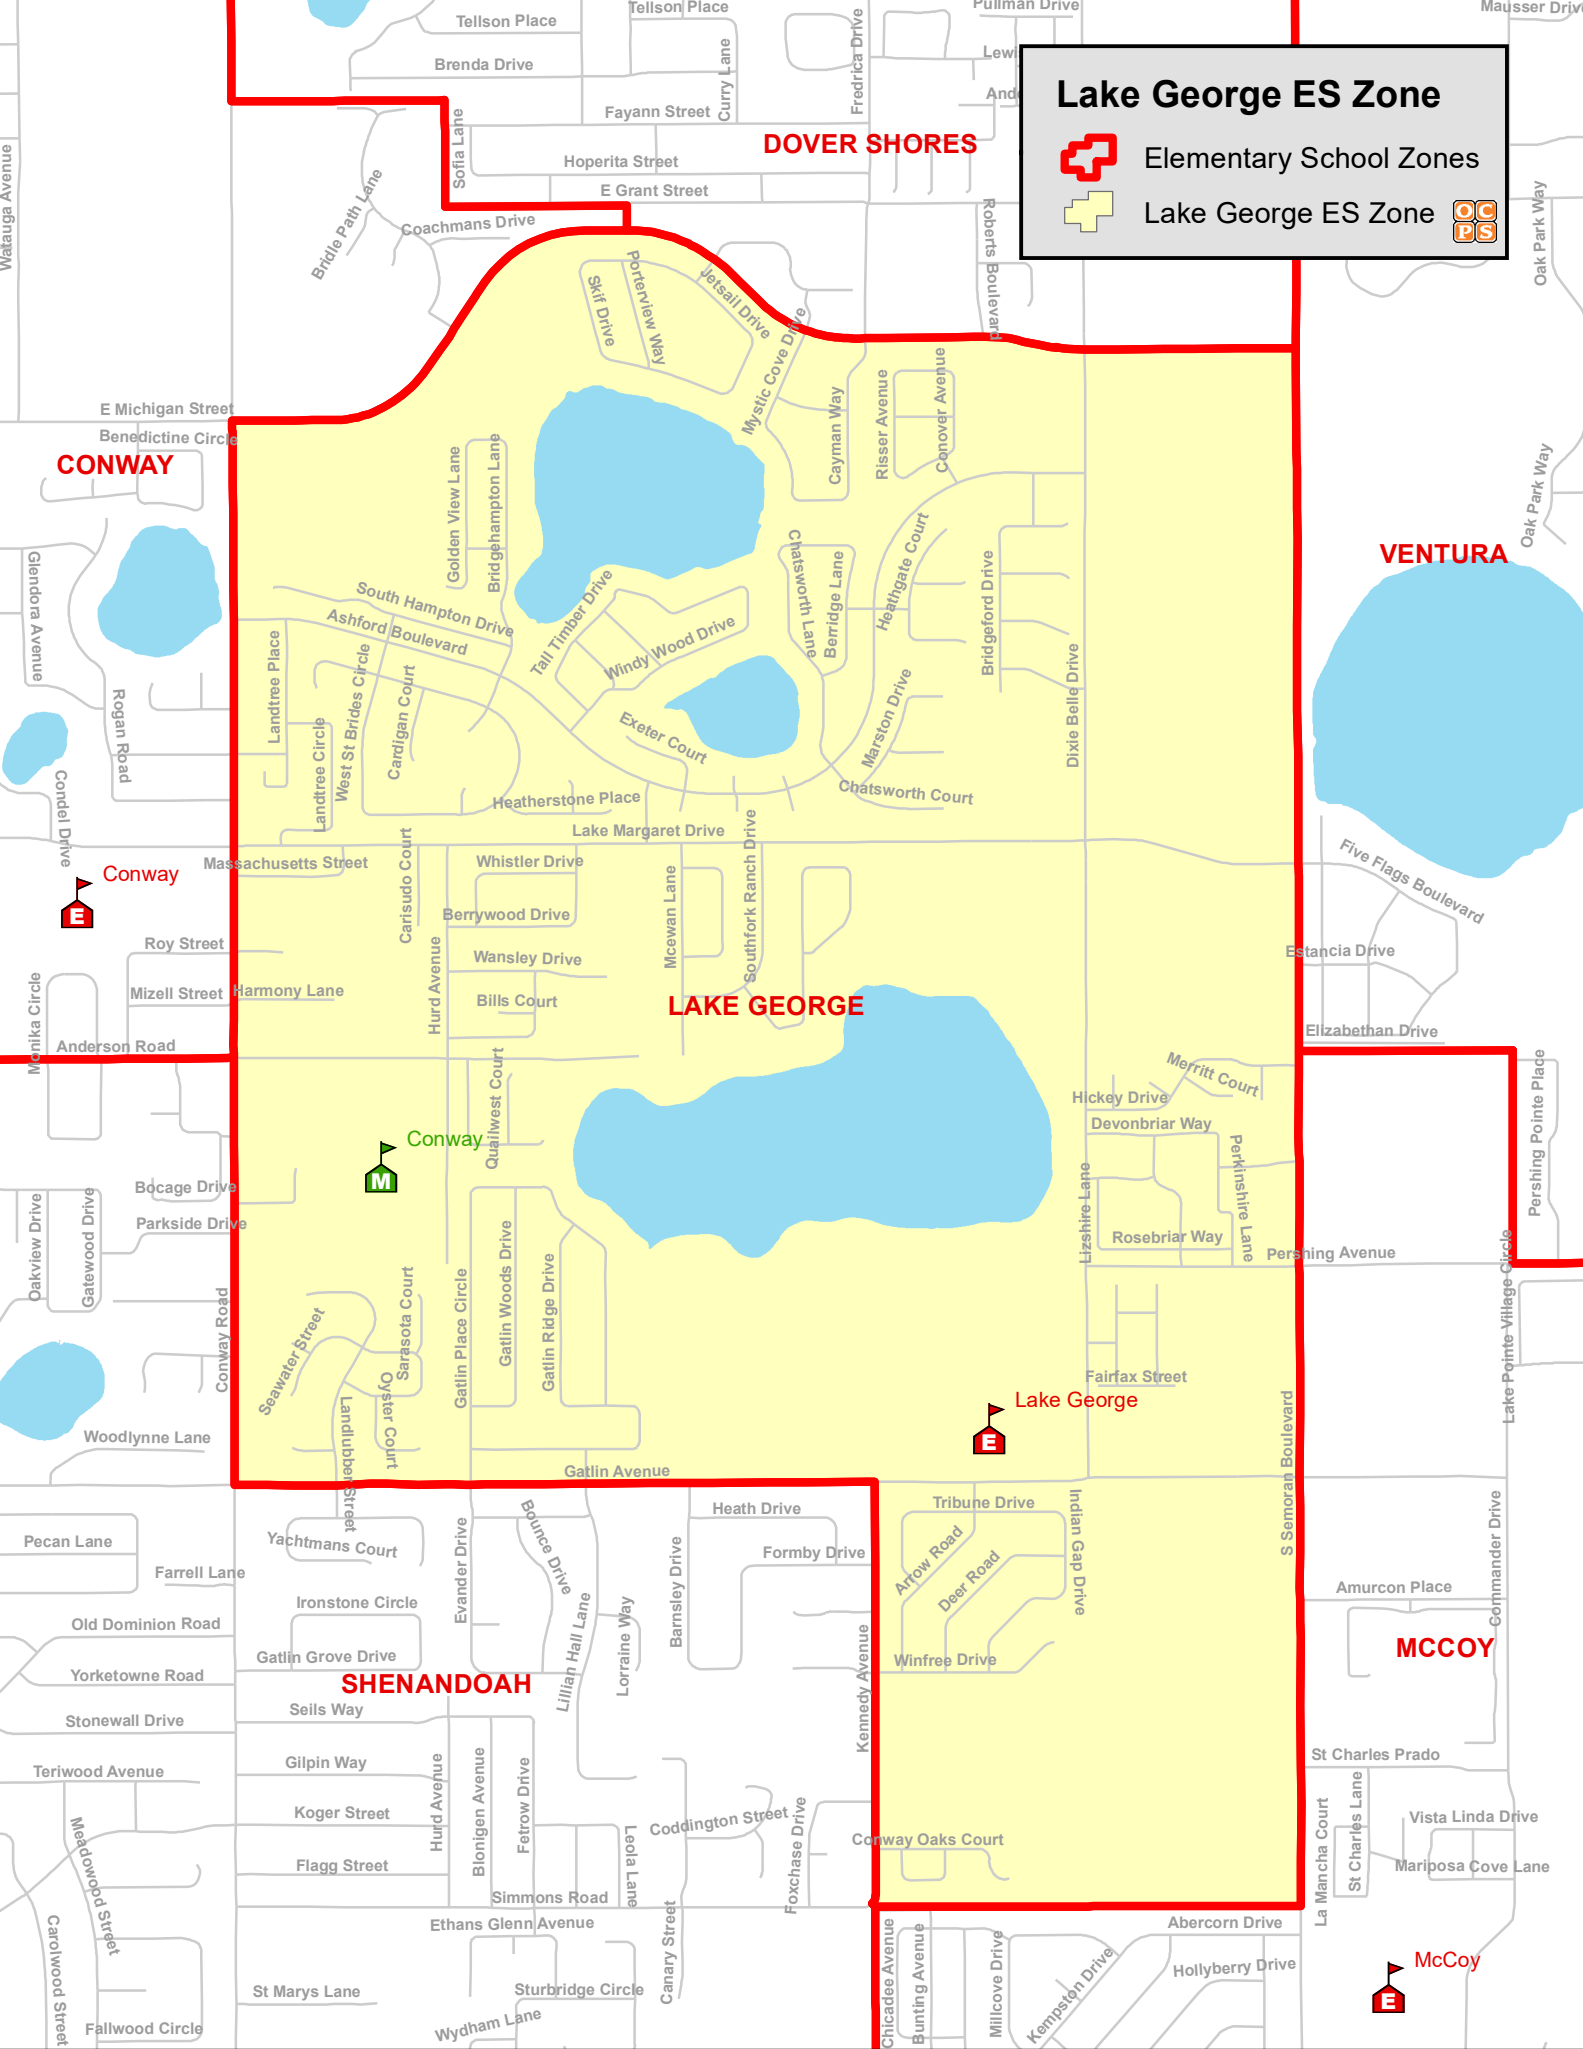 Tellson Place
Tellson Place
Pullman Drive
Brenda Drive
Curry Lane
Fredrica Drive
Fayann Street
Sofia Lane
DOVER SHORES
Hoperita Street
E Grant Street
Watauga Avenue
Bridle Path Lane
Coachmans Drive
Roberts Boulevard
Lake George ES Zone
Elementary School Zones
Lake George ES Zone
O C
P S
Oak Park Way
Skif Drive
Porterview Way
Jetsail Drive
Mystic Cove Drive
E Michigan Street
Benedictine Circle
CONWAY
Cayman Way
Risser Avenue
Conover Avenue
Oak Park Way
Golden View Lane
Bridgehampton Lane
VENTURA
Glendora Avenue
South Hampton Drive
Ashford Boulevard
Tall Timber Drive
Windy Wood Drive
Chatsworth Lane
Berridge Lane
Heathgate Court
Bridgeford Drive
Landtree Place
West St Brides Circle
Cardigan Court
Exeter Court
Marston Drive
Dixie Belle Drive
Rogan Road
Landtree Circle
Condel Drive
Heatherstone Place
Chatsworth Court
Lake Margaret Drive
Massachusetts Street
Whistler Drive
Conway
E
Carisudo Court
Berrywood Drive
Mcewan Lane
Southfork Ranch Drive
Five Flags Boulevard
Roy Street
Wansley Drive
Estancia Drive
Mizell Street
Harmony Lane
Hurd Avenue
Bills Court
LAKE GEORGE
Monika Circle
Anderson Road
Elizabethan Drive
Quailwest Court
Merritt Court
Hickey Drive
Devonbriar Way
Pershing Pointe Place
Conway
M
Bocage Drive
Parkside Drive
Oakview Drive
Gatewood Drive
Lizshire Lane
Perkinshire Lane
Rosebriar Way
Pershing Avenue
Conway Road
Seawater Street
Sarasota Court
Gatlin Place Circle
Gatlin Woods Drive
Gatlin Ridge Drive
Lake Pointe Village Circle
Fairfax Street
Lake George
E
Oyster Court
Landlubber Street
Woodlynne Lane
Gatlin Avenue
S Semoran Boulevard
Heath Drive
Tribune Drive
Pecan Lane
Yachtmans Court
Bounce Drive
Formby Drive
Arrow Road
Deer Road
Indian Gap Drive
Commander Drive
Farrell Lane
Evander Drive
Barnsley Drive
Amurcon Place
Ironstone Circle
Old Dominion Road
Lillian Hall Lane
Lorraine Way
Gatlin Grove Drive
Winfree Drive
MCCOY
Yorketowne Road
SHENANDOAH
Kennedy Avenue
Seils Way
Stonewall Drive
Gilpin Way
St Charles Prado
Teriwood Avenue
Hurd Avenue
Blonigen Avenue
Fetrow Drive
Koger Street
Coddington Street
Foxchase Drive
Conway Oaks Court
La Mancha Court
St Charles Lane
Vista Linda Drive
Meadowood Street
Flagg Street
Leola Lane
Mariposa Cove Lane
Simmons Road
Ethans Glenn Avenue
Canary Street
Abercorn Drive
Carolwood Street
Chicadee Avenue
Bunting Avenue
Millcove Drive
Kempston Drive
Hollyberry Drive
McCoy
E
St Marys Lane
Sturbridge Circle
Fallwood Circle
Wydham Lane